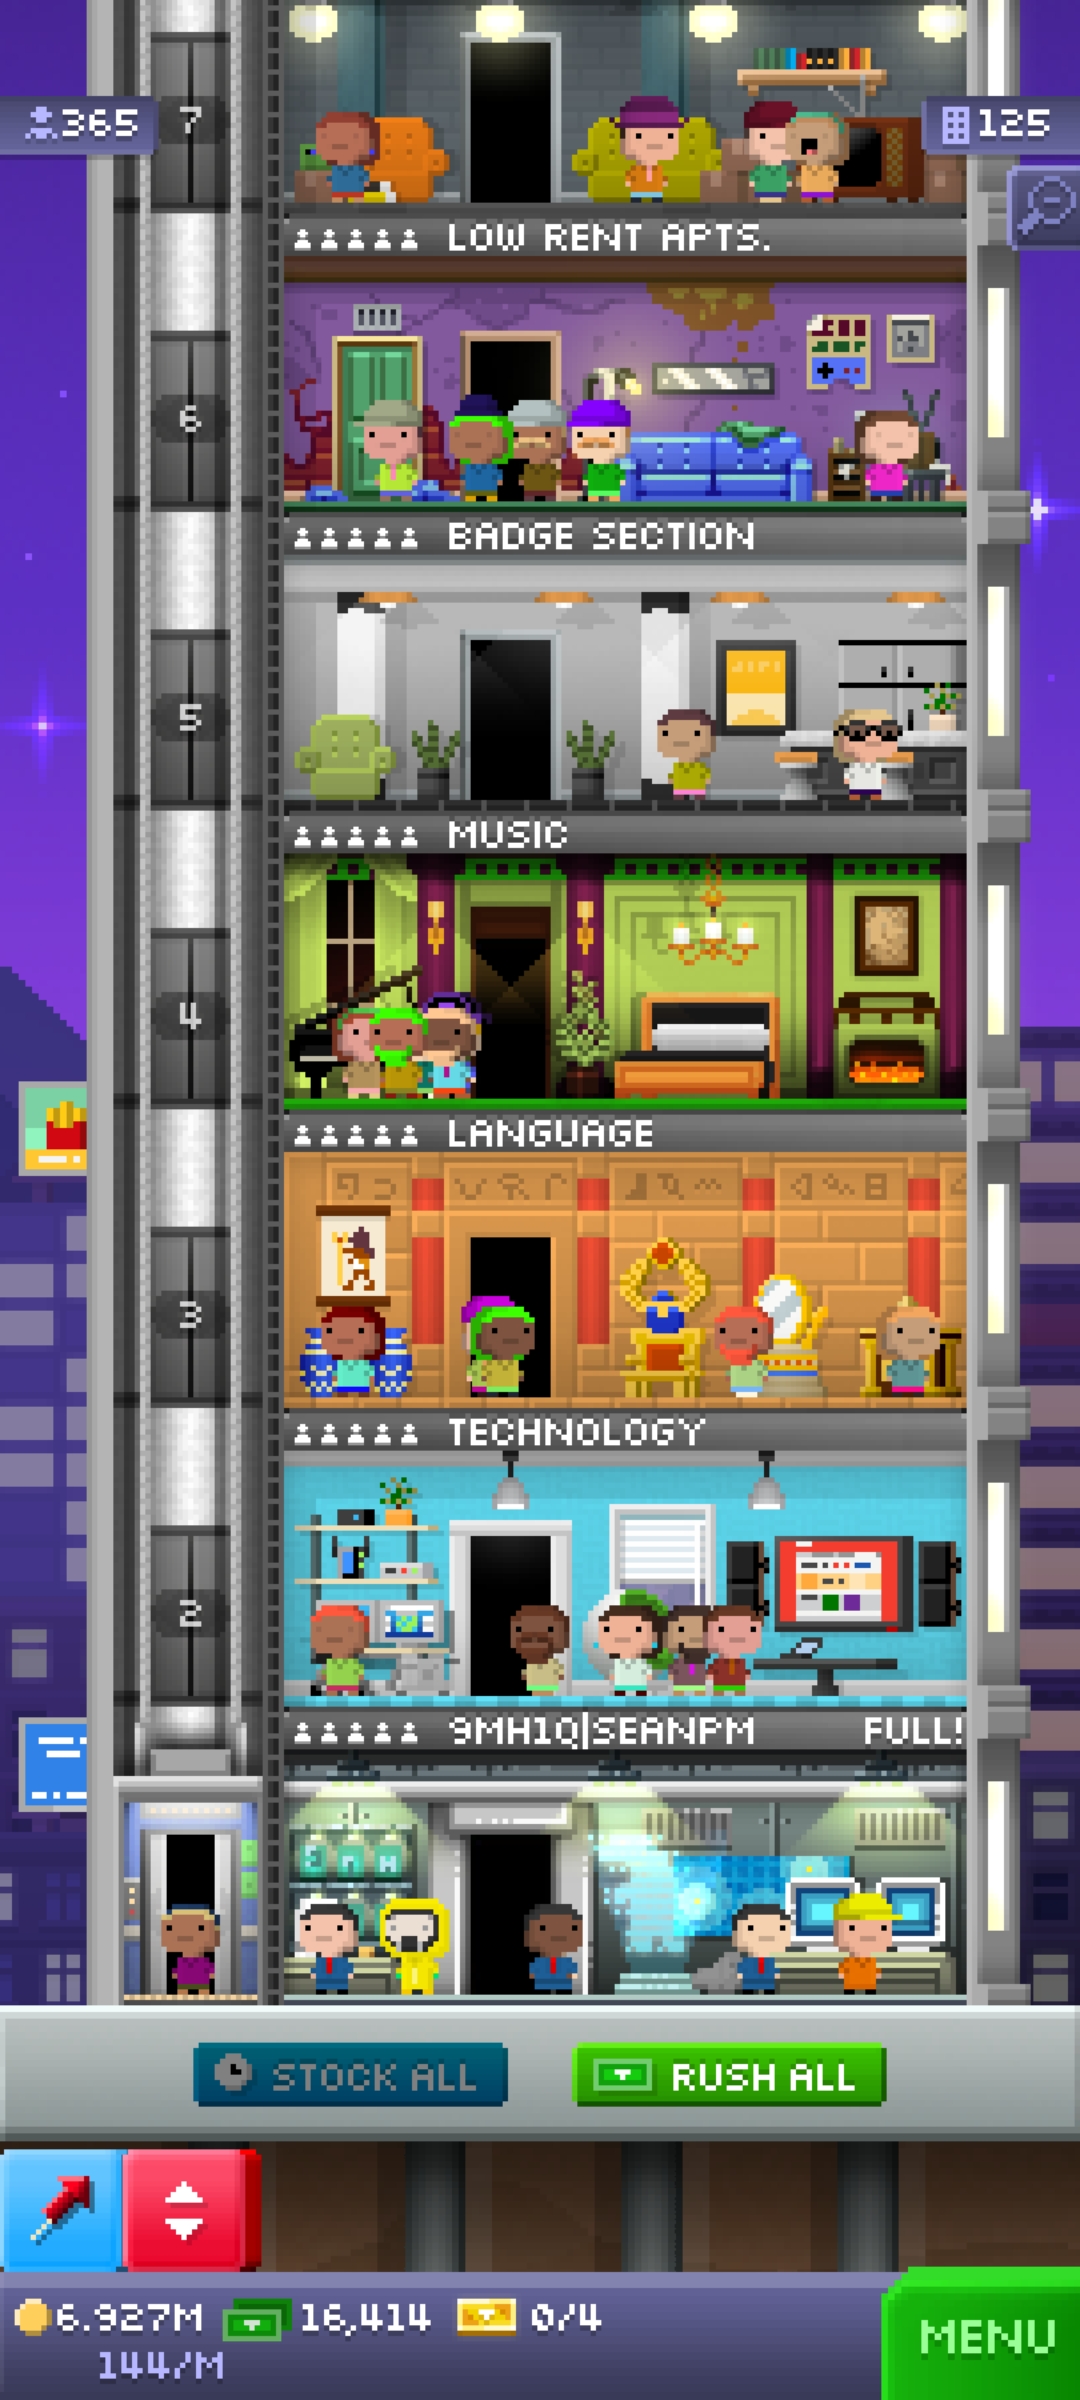 365
7
125
LOW RENT APTS.
6
BADGE SECTION
5
MUSIC
4
LANGUAGE
3
TECHNOLOGY
2
9MH1Q|SEANPM FULL!
STOCK ALL
RUSH ALL
6.927M 16,414 0/4
144/M
MENU